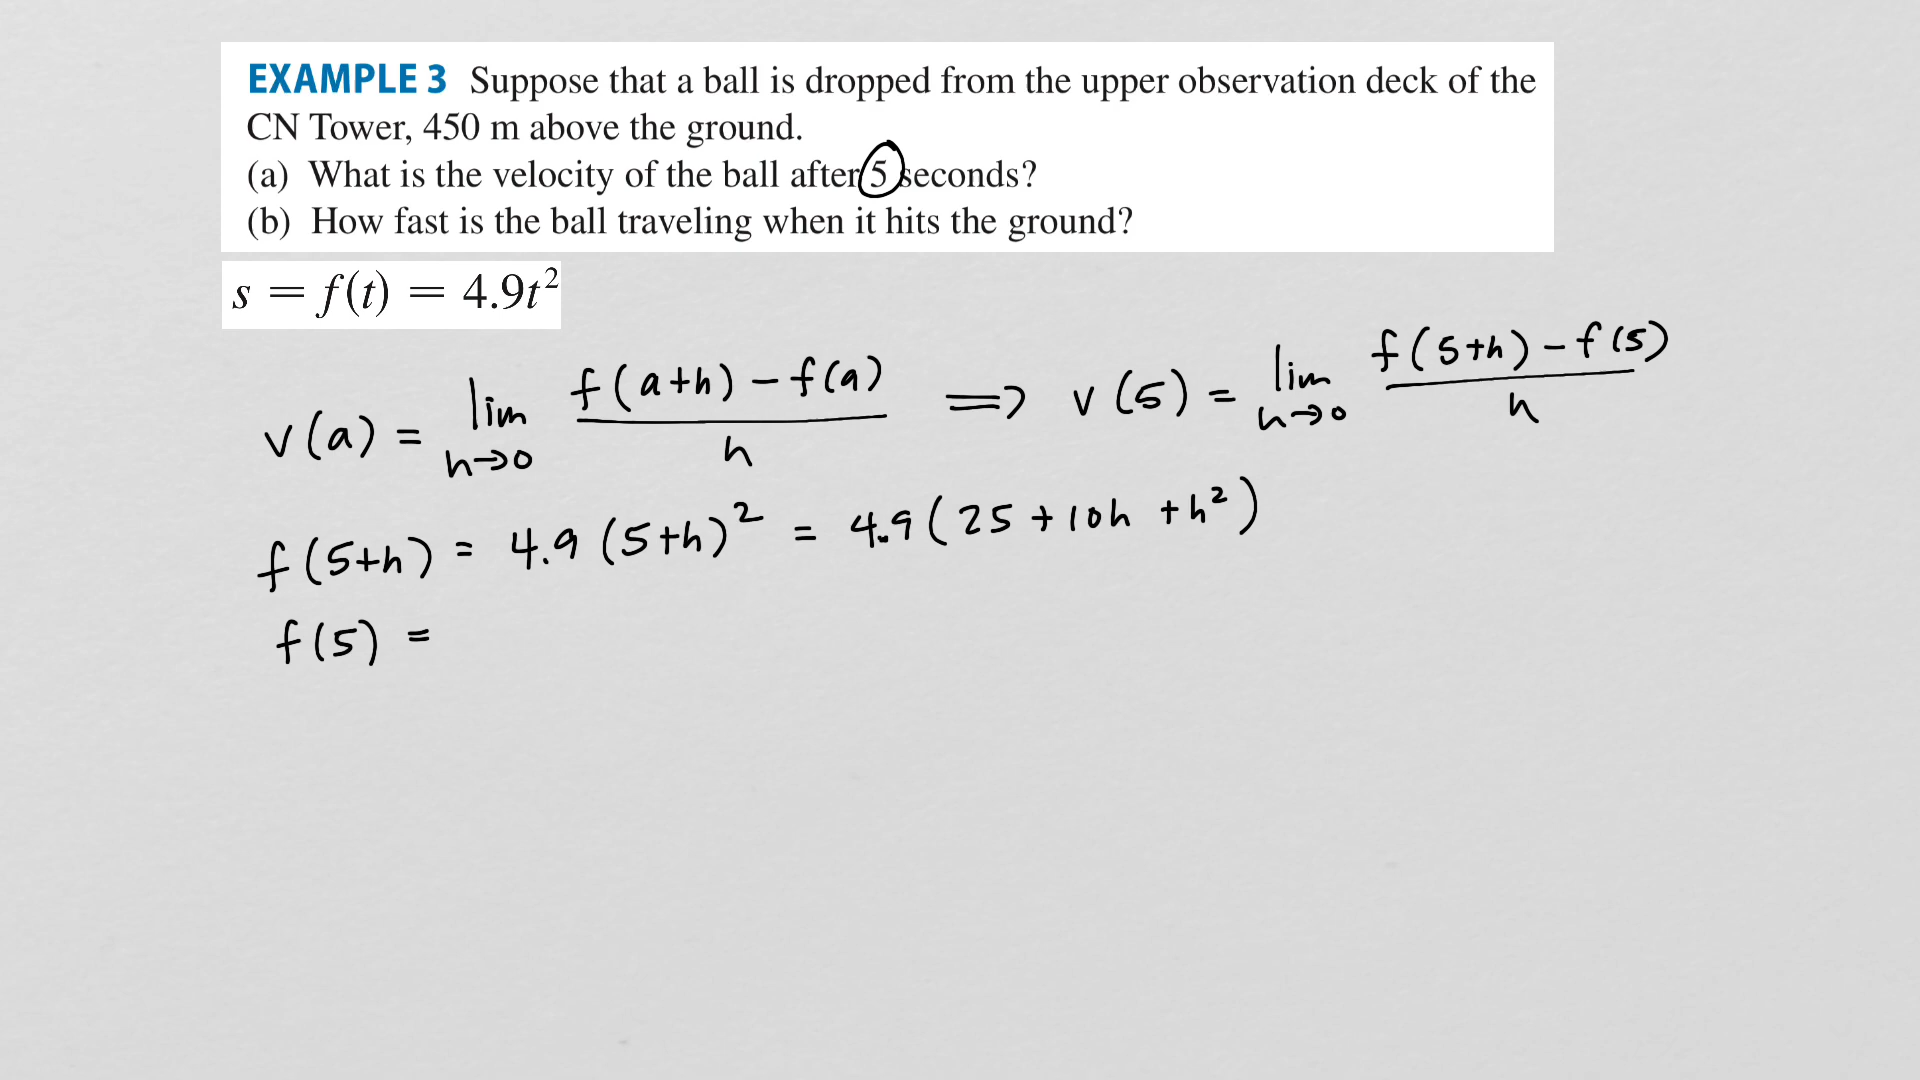 EXAMPLE 3 Suppose that a ball is dropped from the upper observation deck of the
CN Tower, 450 m above the ground.
(a) What is the velocity of the ball after 5 seconds?
(b) How fast is the ball traveling when it hits the ground?
s = f(t) = 4.9t²
v(a) = lim h→0 f(a+h) - f(a) / h ⟹ v(5) = lim h→0 f(5+h) - f(5) / h
f(5+h) = 4.9(5+h)² = 4.9(25+10h+h²)
f(5) =